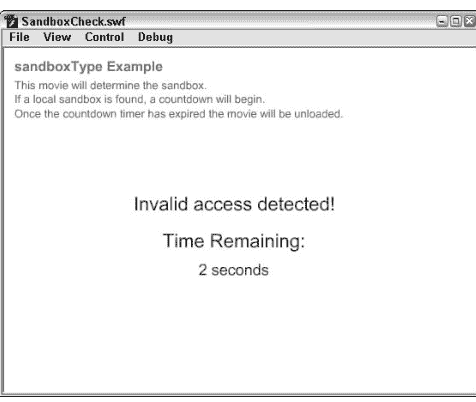 SandboxCheck.swf
File View Control Debug
sandboxType Example
This movie will determine the sandbox.
If a local sandbox is found, a countdown will begin.
Once the countdown timer has expired the movie will be unloaded.
Invalid access detected!
Time Remaining:
2 seconds